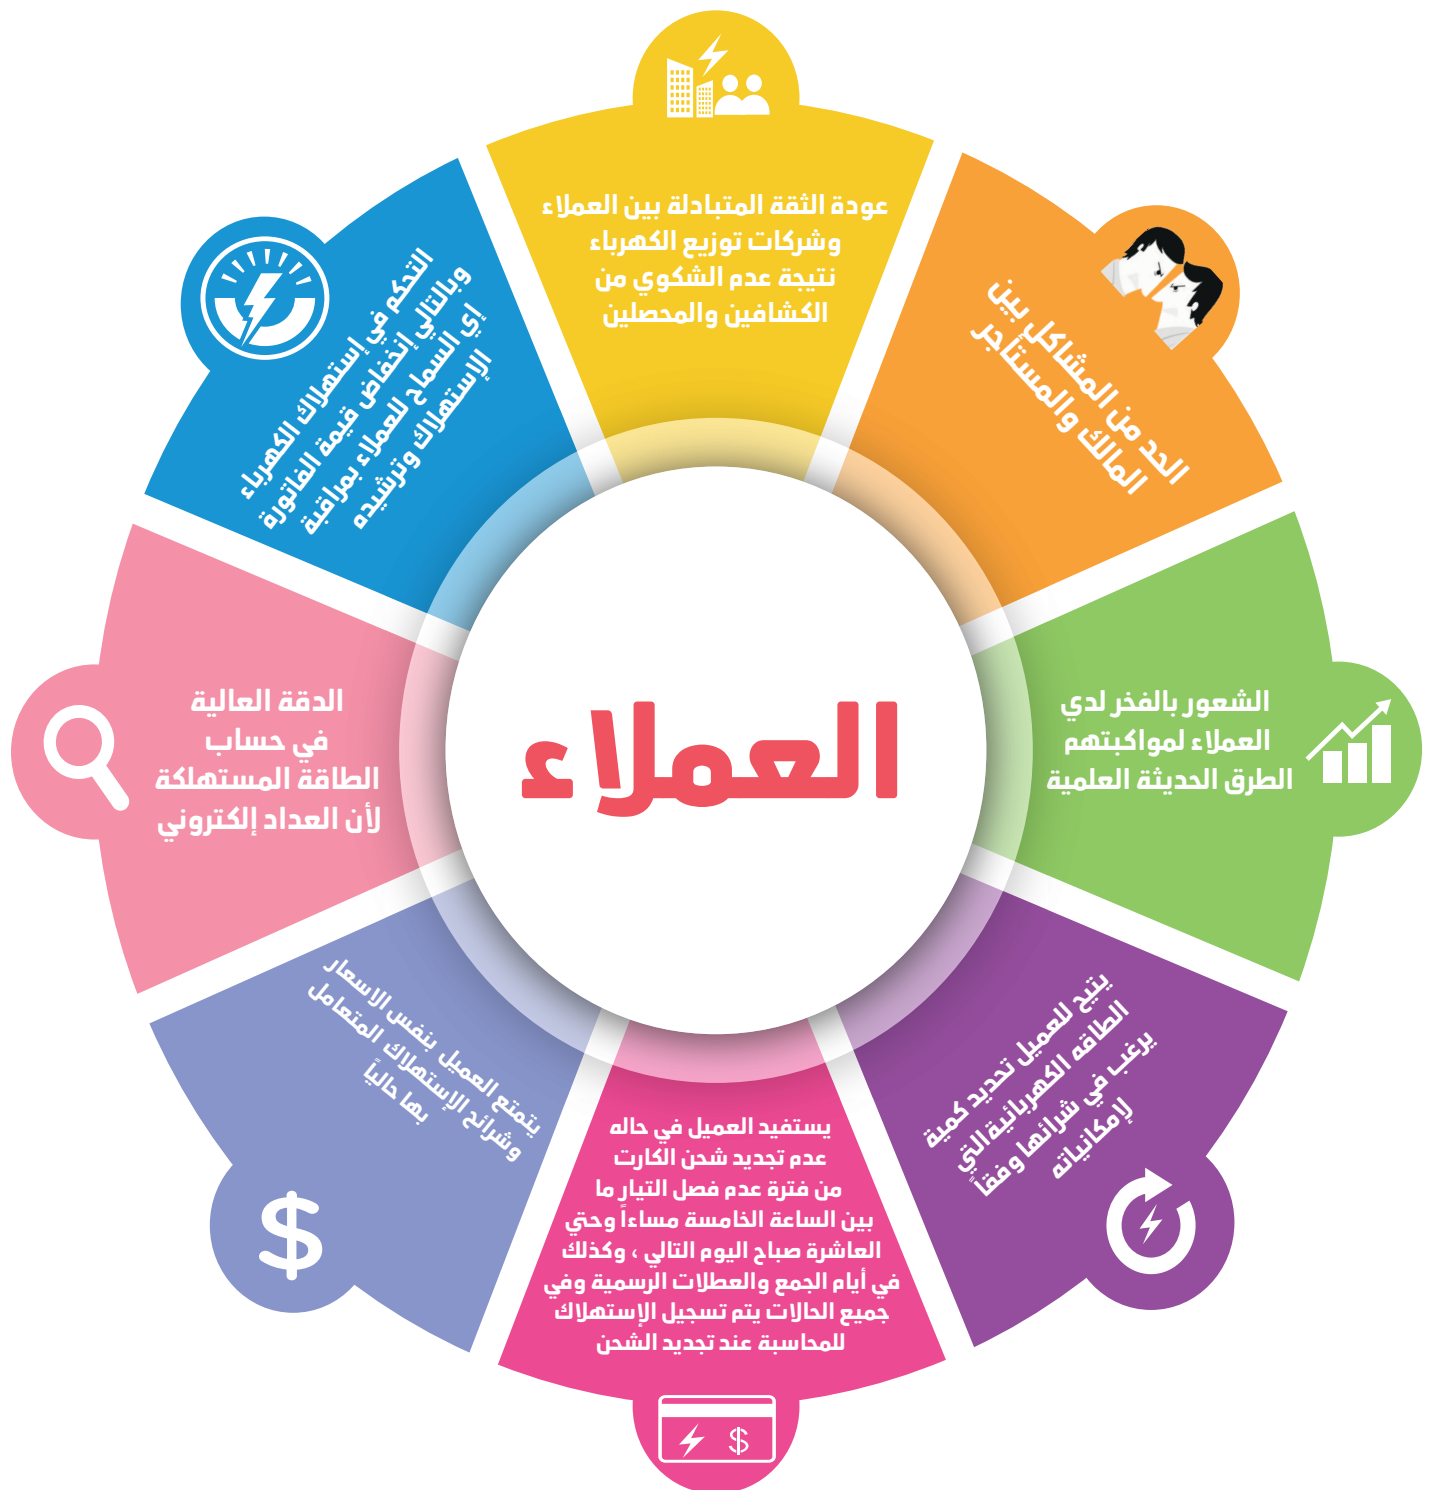 العملاء
عودة الثقة المتبادلة بين العملاء
وشركات توزيع الكهرباء
نتيجة عدم الشكوي من
الكشافين والمحصلين
الحد من المشاكل بين
المالك والمستأجر
الشعور بالفخر لدي
العملاء لمواكبتهم
الطرق الحديثة العلمية
يتيح للعميل تحديد كمية
الطاقه الكهربائية التي
يرغب في شرائها وفقاً
لإمكانياته
يستفيد العميل في حاله
عدم تجديد شحن الكارت
من فترة عدم فصل التيار ما
بين الساعة الخامسة مساءاً وحتي
العاشرة صباح اليوم التالي ، وكذلك
في أيام الجمع والعطلات الرسمية وفي
جميع الحالات يتم تسجيل الإستهلاك
للمحاسبة عند تجديد الشحن
يتمتع العميل بنفس الاسعار
وشرائح الإستهلاك المتعامل
بها حالياً
الدقة العالية
في حساب
الطاقة المستهلكة
لأن العداد إلكتروني
التحكم في إستهلاك الكهرباء
وبالتالي إنخفاض قيمة الفاتورة
إي السماح للعملاء بمراقبة
الإستهلاك وترشيده